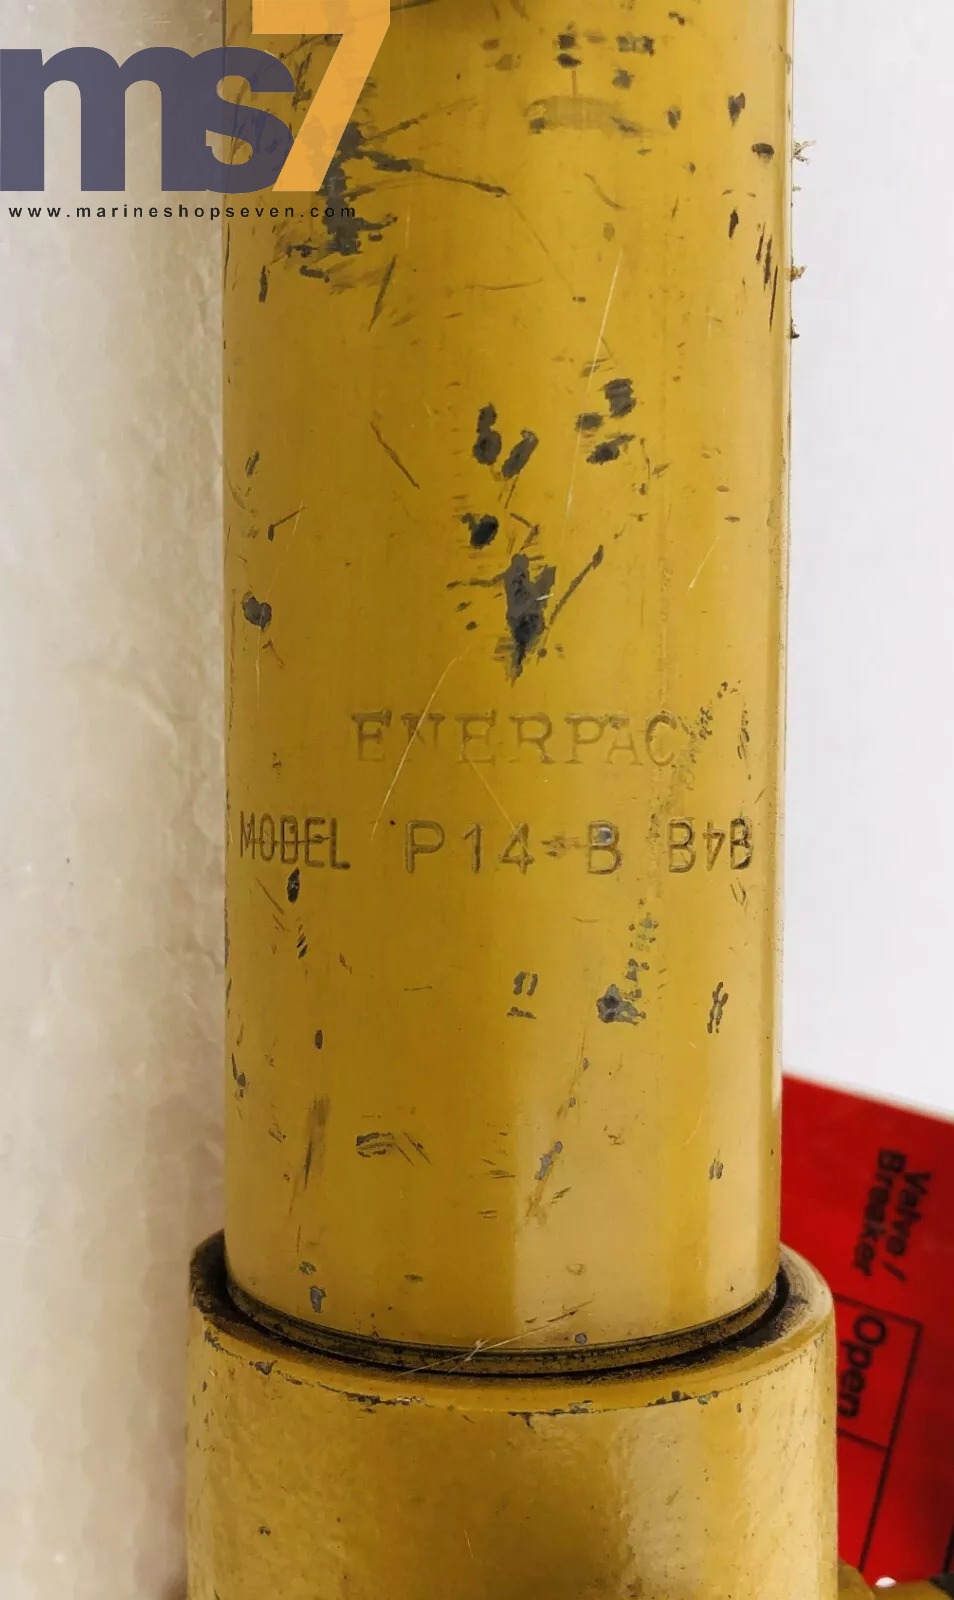 ms7
www.marineshopseven.com
ENERPAC
MODEL P14-B B4B
Valve/
Breaker
Open